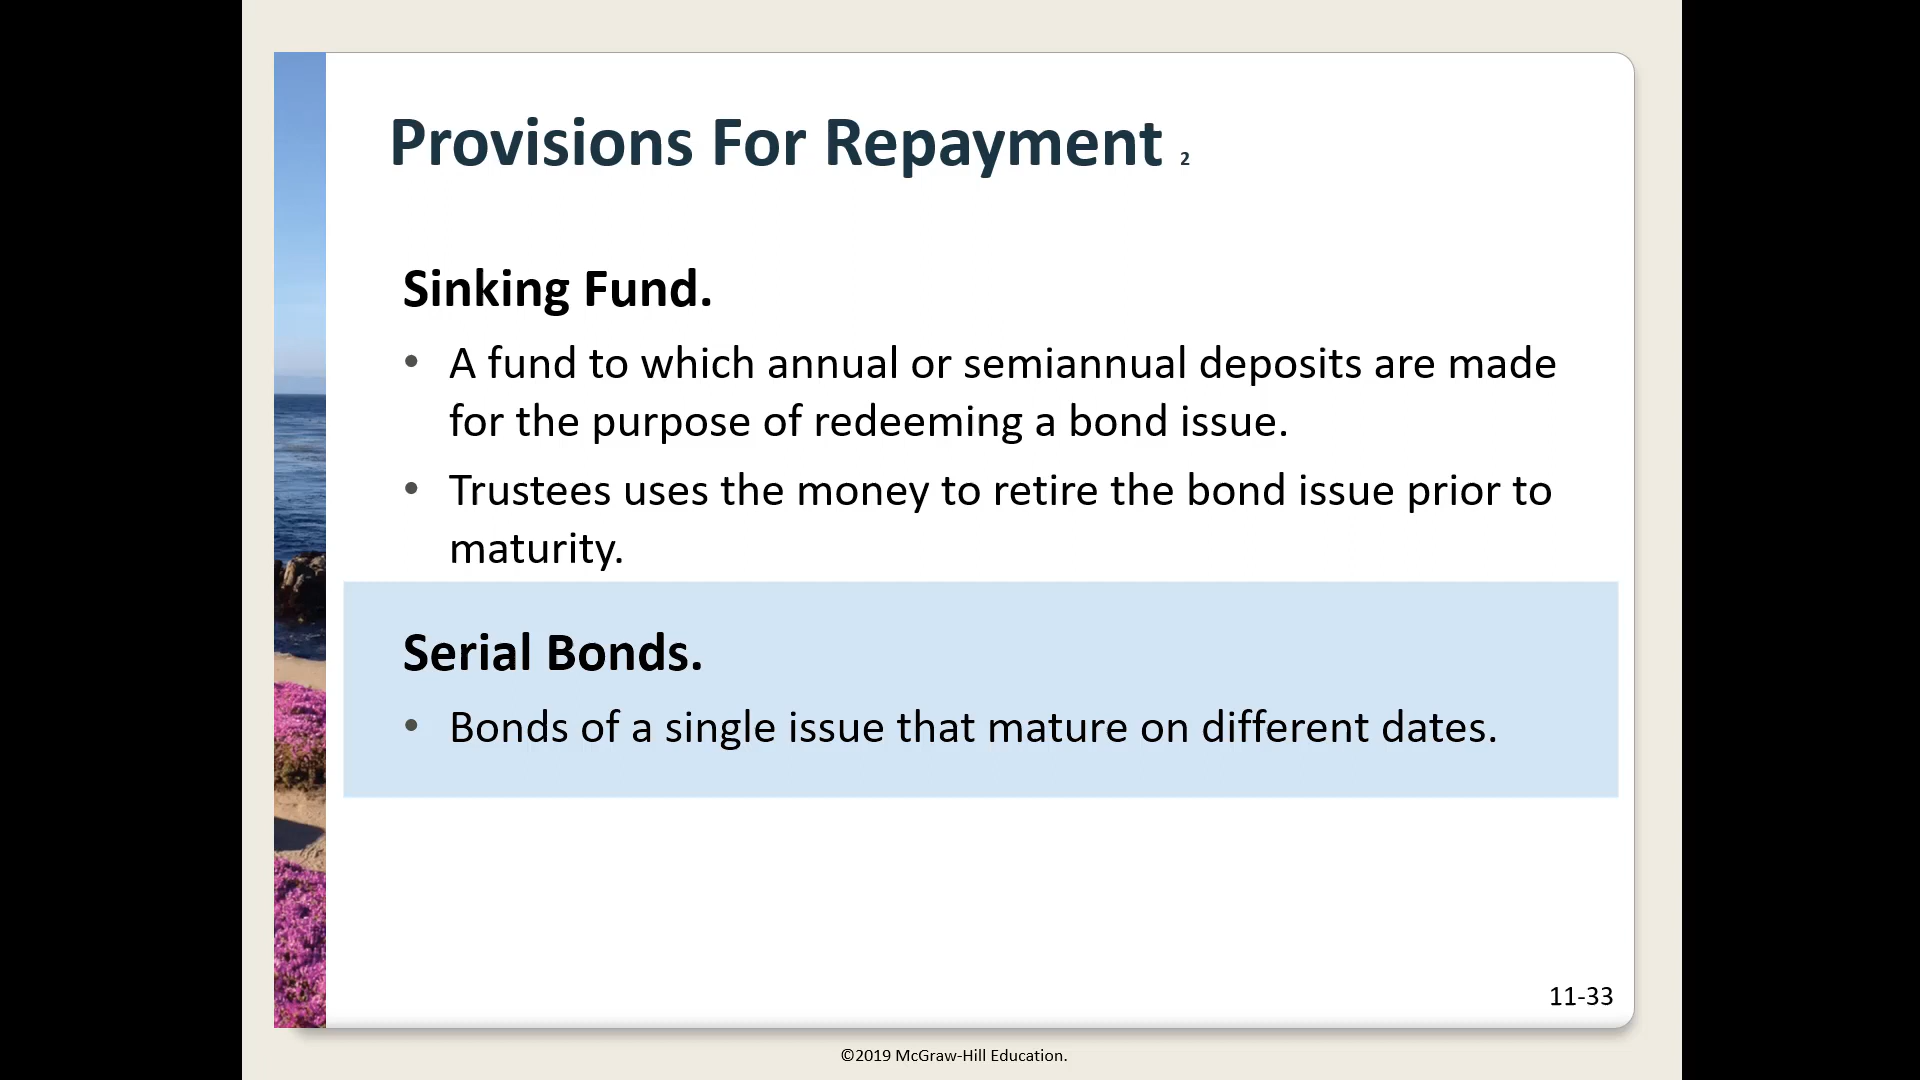 Provisions For Repayment 2
Sinking Fund.
• A fund to which annual or semiannual deposits are made
for the purpose of redeeming a bond issue.
• Trustees uses the money to retire the bond issue prior to
maturity.
Serial Bonds.
• Bonds of a single issue that mature on different dates.
11-33
©2019 McGraw-Hill Education.